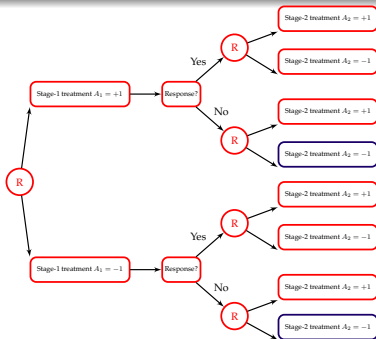 Stage-2 treatment A₂ = +1
Yes
R
Stage-2 treatment A₂ = −1
Stage-1 treatment A₁ = +1
Response?
No
Stage-2 treatment A₂ = +1
R
Stage-2 treatment A₂ = −1
R
Stage-2 treatment A₂ = +1
R
Yes
Stage-2 treatment A₂ = −1
Stage-1 treatment A₁ = −1
Response?
No
Stage-2 treatment A₂ = +1
R
Stage-2 treatment A₂ = −1